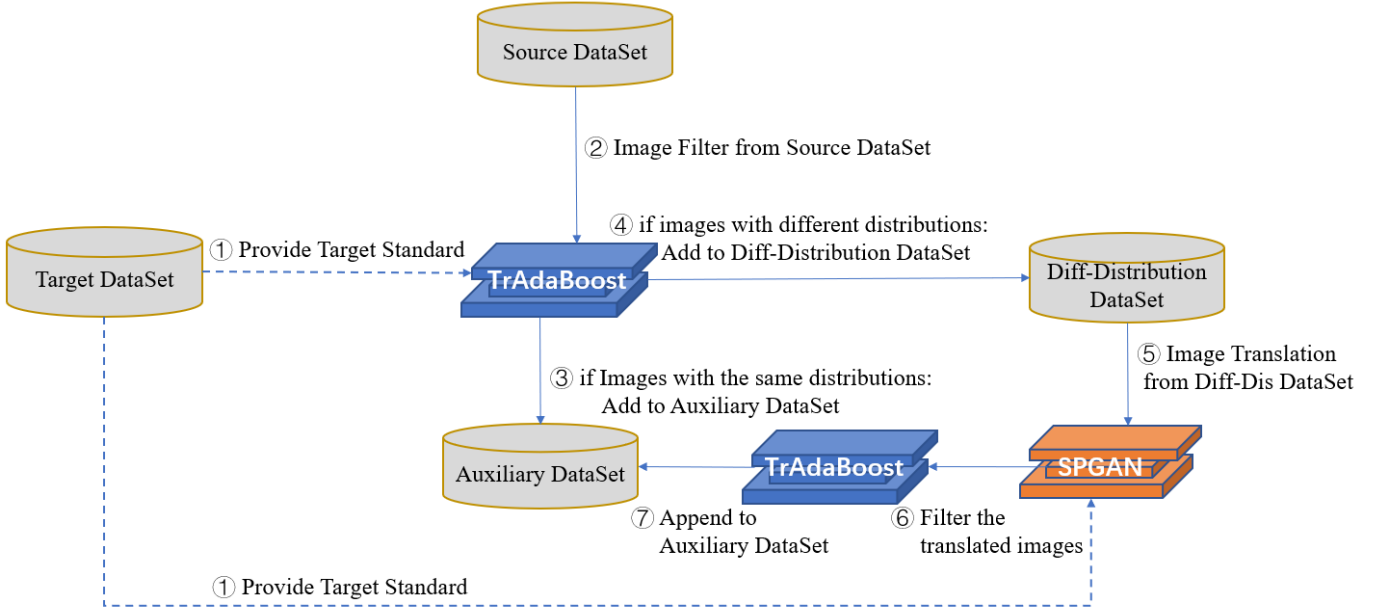 Source DataSet
② Image Filter from Source DataSet
① Provide Target Standard
④ if images with different distributions:
Add to Diff-Distribution DataSet
Target DataSet
TrAdaBoost
Diff-Distribution
DataSet
③ if Images with the same distributions:
Add to Auxiliary DataSet
⑤ Image Translation
from Diff-Dis DataSet
Auxiliary DataSet
TrAdaBoost
SPGAN
⑦ Append to
Auxiliary DataSet
⑥ Filter the
translated images
① Provide Target Standard